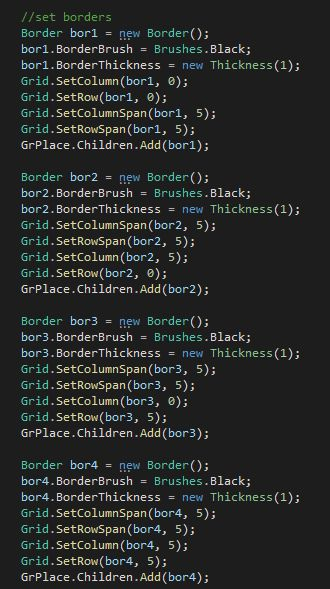 //set borders
Border bor1 = new Border();
bor1.BorderBrush = Brushes.Black;
bor1.BorderThickness = new Thickness(1);
Grid.SetColumn(bor1, 0);
Grid.SetRow(bor1, 0);
Grid.SetColumnSpan(bor1, 5);
Grid.SetRowSpan(bor1, 5);
GrPlace.Children.Add(bor1);

Border bor2 = new Border();
bor2.BorderBrush = Brushes.Black;
bor2.BorderThickness = new Thickness(1);
Grid.SetColumnSpan(bor2, 5);
Grid.SetRowSpan(bor2, 5);
Grid.SetColumn(bor2, 5);
Grid.SetRow(bor2, 0);
GrPlace.Children.Add(bor2);

Border bor3 = new Border();
bor3.BorderBrush = Brushes.Black;
bor3.BorderThickness = new Thickness(1);
Grid.SetColumnSpan(bor3, 5);
Grid.SetRowSpan(bor3, 5);
Grid.SetColumn(bor3, 0);
Grid.SetRow(bor3, 5);
GrPlace.Children.Add(bor3);

Border bor4 = new Border();
bor4.BorderBrush = Brushes.Black;
bor4.BorderThickness = new Thickness(1);
Grid.SetColumnSpan(bor4, 5);
Grid.SetRowSpan(bor4, 5);
Grid.SetColumn(bor4, 5);
Grid.SetRow(bor4, 5);
GrPlace.Children.Add(bor4);